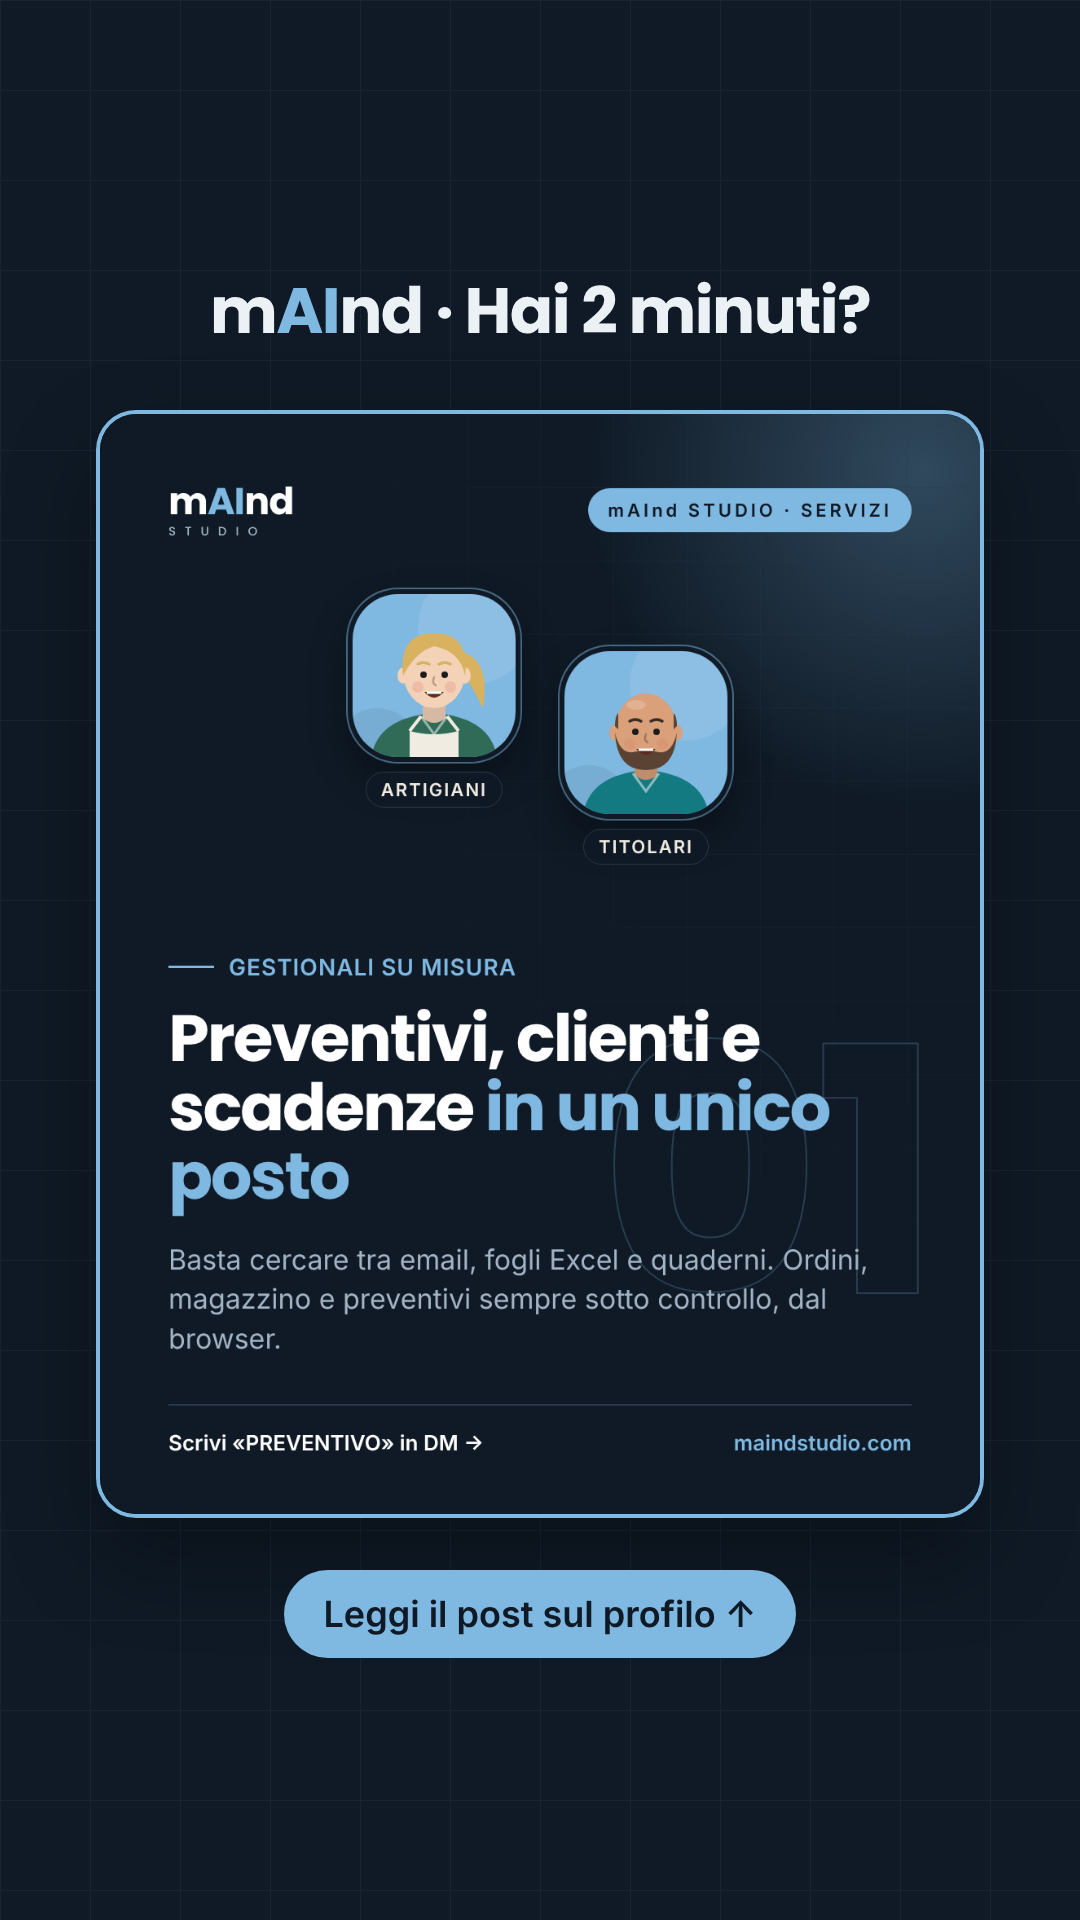 mAInd · Hai 2 minuti?
mAInd
STUDIO
mAInd STUDIO · SERVIZI
ARTIGIANI
TITOLARI
GESTIONALI SU MISURA
Preventivi, clienti e
scadenze in un unico
posto
01
Basta cercare tra email, fogli Excel e quaderni. Ordini,
magazzino e preventivi sempre sotto controllo, dal
browser.
Scrivi «PREVENTIVO» in DM →
maindstudio.com
Leggi il post sul profilo ↑